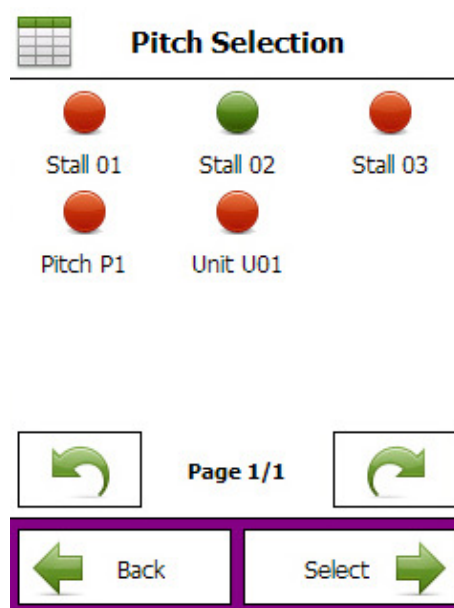 Pitch Selection
Stall 01 Stall 02 Stall 03
Pitch P1 Unit U01
Page 1/1
Back Select